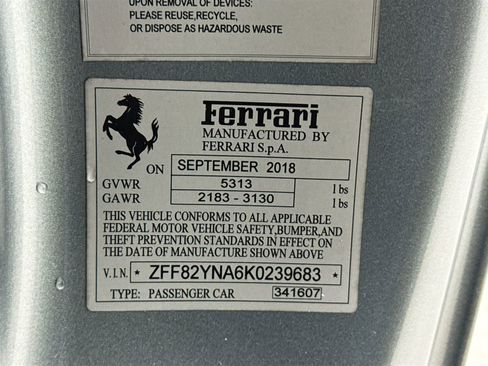 UPON REMOVAL OF DEVICES:
PLEASE REUSE,RECYCLE,
OR DISPOSE AS HAZARDOUS WASTE
Ferrari
MANUFACTURED BY
FERRARI S.p.A.
ON SEPTEMBER 2018
GVWR 5313 lbs
GAWR 2183 - 3130 lbs
THIS VEHICLE CONFORMS TO ALL APPLICABLE
FEDERAL MOTOR VEHICLE SAFETY,BUMPER,AND
THEFT PREVENTION STANDARDS IN EFFECT ON
THE DATE OF MANUFACTURE SHOWN ABOVE
V.I.N. * ZFF82YNA6K0239683 *
TYPE: PASSENGER CAR 341607